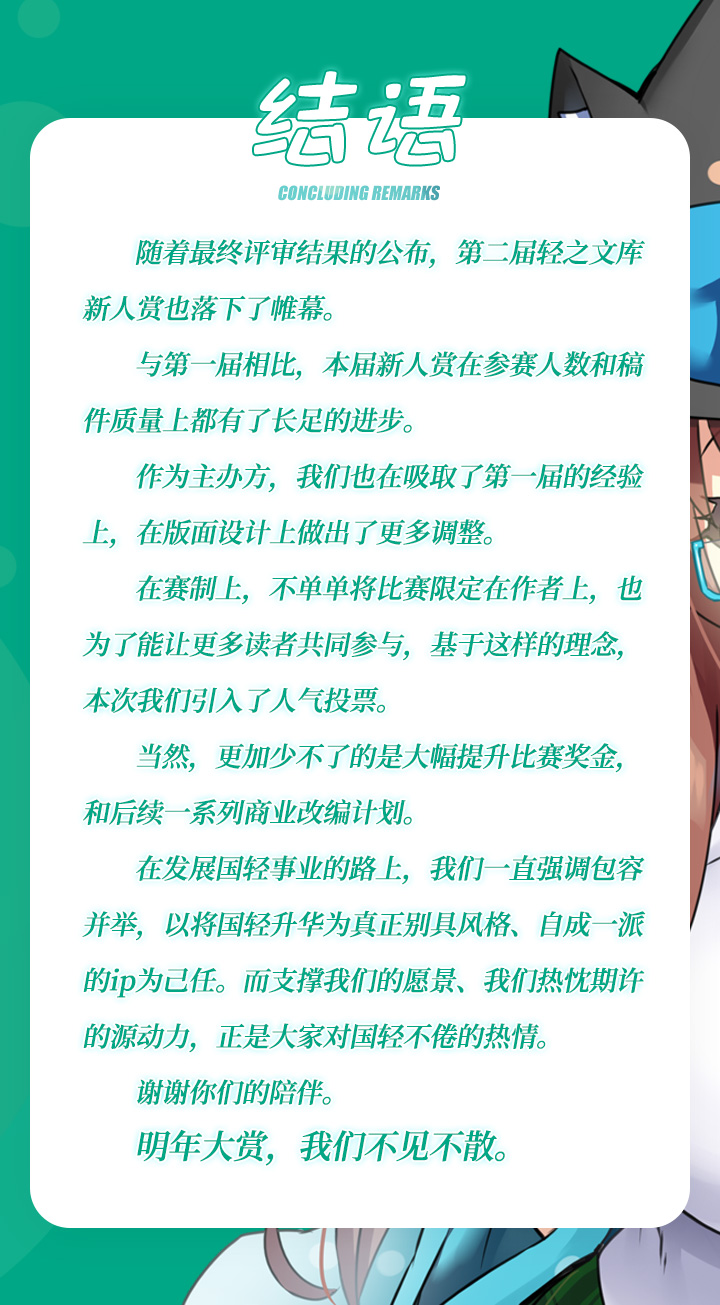 结语
CONCLUDING REMARKS
随着最终评审结果的公布，第二届轻之文库
新人赏也落下了帷幕。
与第一届相比，本届新人赏在参赛人数和稿
件质量上都有了长足的进步。
作为主办方，我们也在吸取了第一届的经验
上，在版面设计上做出了更多调整。
在赛制上，不单单将比赛限定在作者上，也
为了能让更多读者共同参与，基于这样的理念，
本次我们引入了人气投票。
当然，更加少不了的是大幅提升比赛奖金，
和后续一系列商业改编计划。
在发展国轻事业的路上，我们一直强调包容
并举，以将国轻升华为真正别具风格、自成一派
的ip为己任。而支撑我们的愿景、我们热忱期许
的源动力，正是大家对国轻不倦的热情。
谢谢你们的陪伴。
明年大赏，我们不见不散。